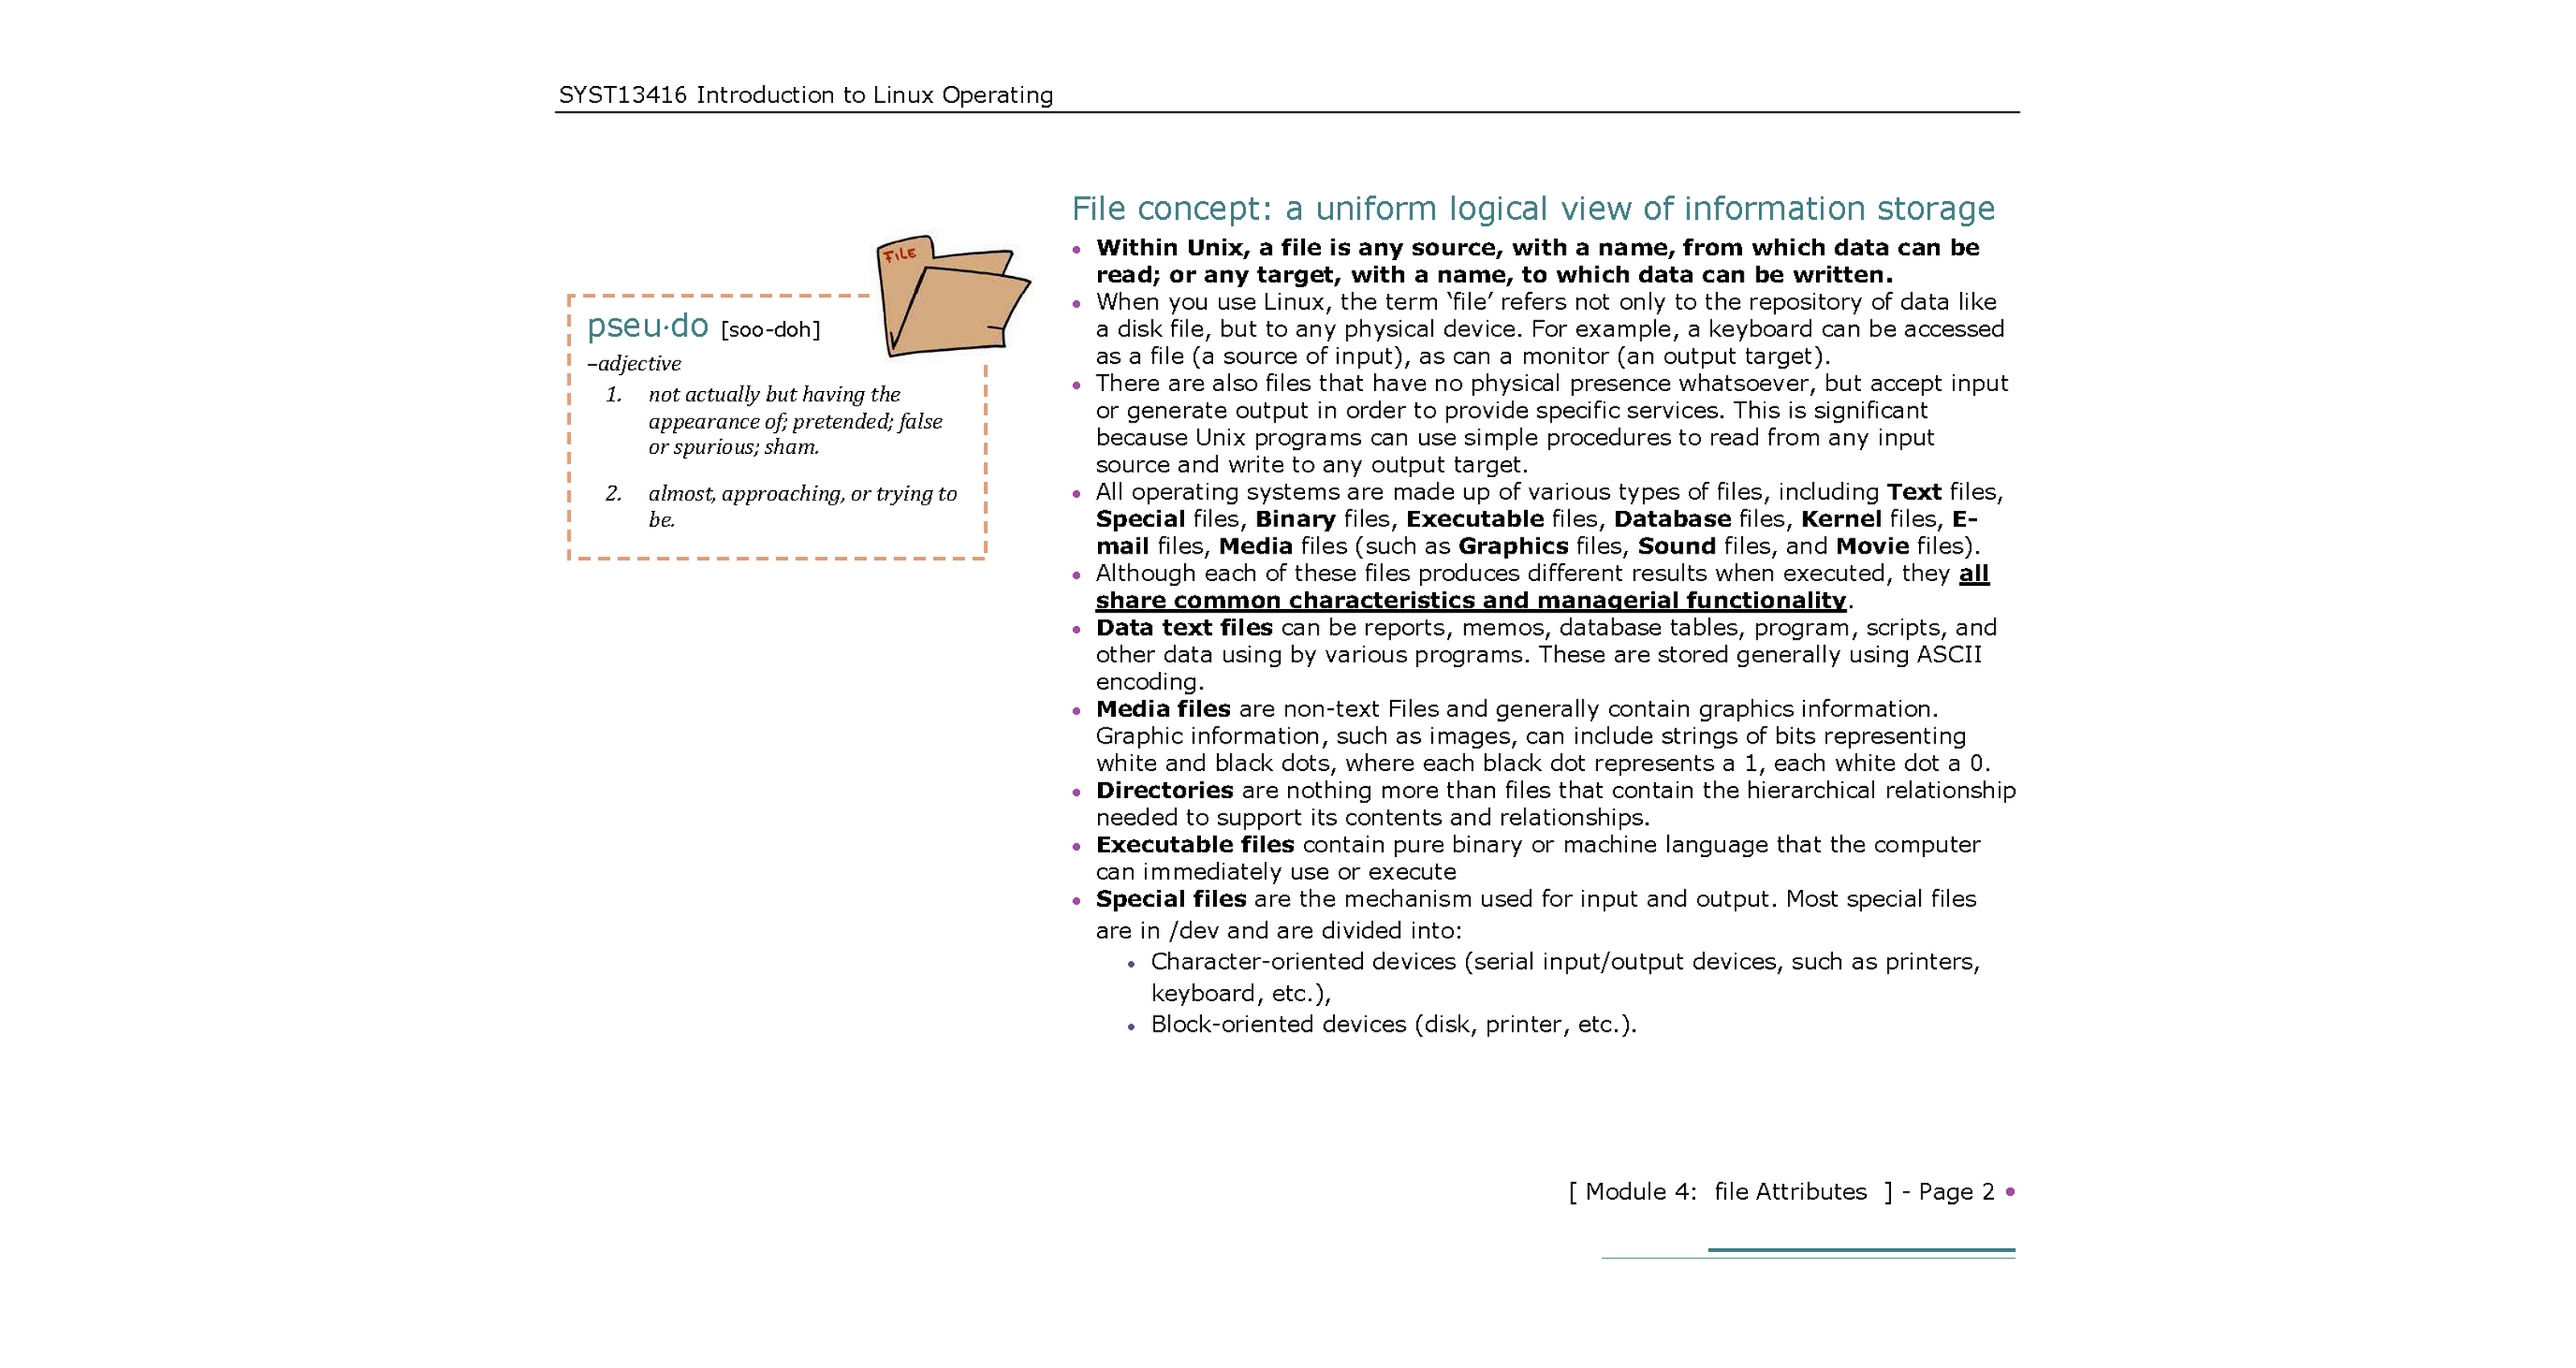 SYST13416 Introduction to Linux Operating
FiLE
pseu·do [soo-doh]
–adjective
1. not actually but having the
appearance of; pretended; false
or spurious; sham.
2. almost, approaching, or trying to
be.
File concept: a uniform logical view of information storage
• Within Unix, a file is any source, with a name, from which data can be
read; or any target, with a name, to which data can be written.
• When you use Linux, the term ‘file’ refers not only to the repository of data like
a disk file, but to any physical device. For example, a keyboard can be accessed
as a file (a source of input), as can a monitor (an output target).
• There are also files that have no physical presence whatsoever, but accept input
or generate output in order to provide specific services. This is significant
because Unix programs can use simple procedures to read from any input
source and write to any output target.
• All operating systems are made up of various types of files, including Text files,
Special files, Binary files, Executable files, Database files, Kernel files, E-
mail files, Media files (such as Graphics files, Sound files, and Movie files).
• Although each of these files produces different results when executed, they all
share common characteristics and managerial functionality.
• Data text files can be reports, memos, database tables, program, scripts, and
other data using by various programs. These are stored generally using ASCII
encoding.
• Media files are non-text Files and generally contain graphics information.
Graphic information, such as images, can include strings of bits representing
white and black dots, where each black dot represents a 1, each white dot a 0.
• Directories are nothing more than files that contain the hierarchical relationship
needed to support its contents and relationships.
• Executable files contain pure binary or machine language that the computer
can immediately use or execute
• Special files are the mechanism used for input and output. Most special files
are in /dev and are divided into:
• Character-oriented devices (serial input/output devices, such as printers,
keyboard, etc.),
• Block-oriented devices (disk, printer, etc.).
[ Module 4: file Attributes ] - Page 2 •